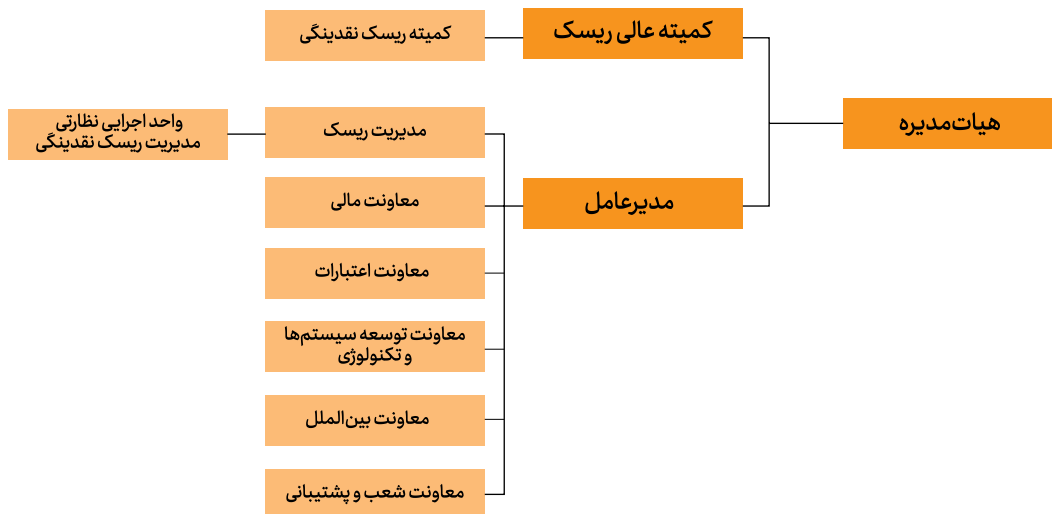 هیات‌مدیره
کمیته عالی ریسک
کمیته ریسک نقدینگی
مدیرعامل
مدیریت ریسک
واحد اجرایی نظارتی
مدیریت ریسک نقدینگی
معاونت مالی
معاونت اعتبارات
معاونت توسعه سیستم‌ها
و تکنولوژی
معاونت بین‌الملل
معاونت شعب و پشتیبانی